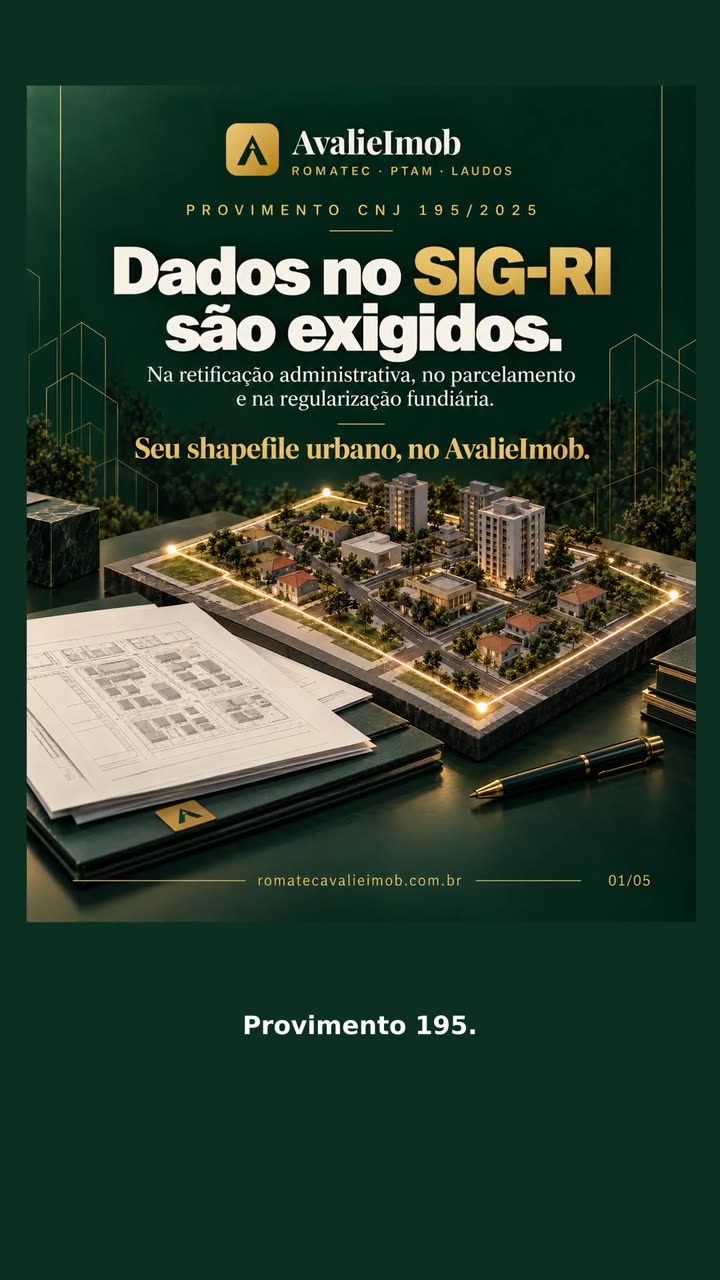 AvalieImob
ROMATEC · PTAM · LAUDOS
PROVIMENTO CNJ 195/2025
Dados no SIG-RI
são exigidos.
Na retificação administrativa, no parcelamento
e na regularização fundiária.
Seu shapefile urbano, no AvalieImob.
romatecavalieimob.com.br
01/05
Provimento 195.